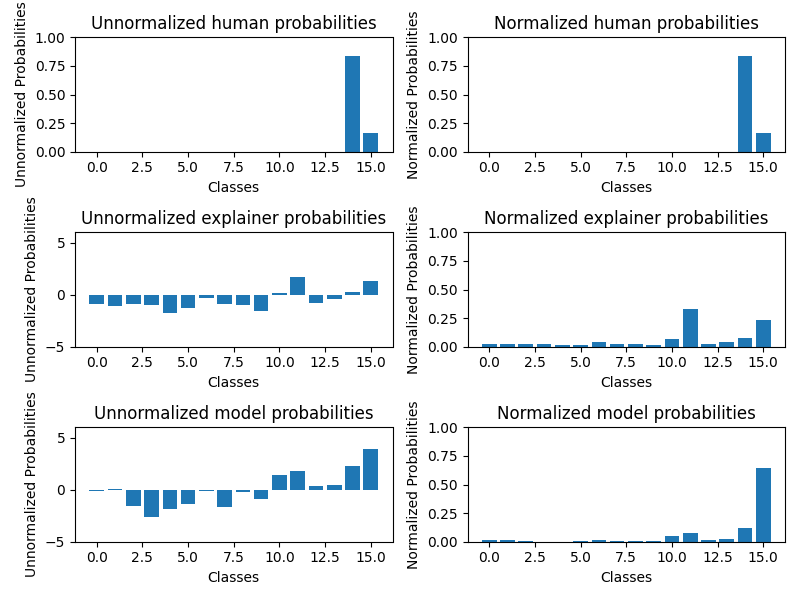 Unnormalized human probabilities
Unnormalized Probabilities
1.00
0.75
0.50
0.25
0.00
0.0 2.5 5.0 7.5 10.0 12.5 15.0
Classes
Normalized human probabilities
Normalized Probabilities
1.00
0.75
0.50
0.25
0.00
0.0 2.5 5.0 7.5 10.0 12.5 15.0
Classes
Unnormalized explainer probabilities
Unnormalized Probabilities
5
0
−5
0.0 2.5 5.0 7.5 10.0 12.5 15.0
Classes
Normalized explainer probabilities
Normalized Probabilities
1.00
0.75
0.50
0.25
0.00
0.0 2.5 5.0 7.5 10.0 12.5 15.0
Classes
Unnormalized model probabilities
Unnormalized Probabilities
5
0
−5
0.0 2.5 5.0 7.5 10.0 12.5 15.0
Classes
Normalized model probabilities
Normalized Probabilities
1.00
0.75
0.50
0.25
0.00
0.0 2.5 5.0 7.5 10.0 12.5 15.0
Classes